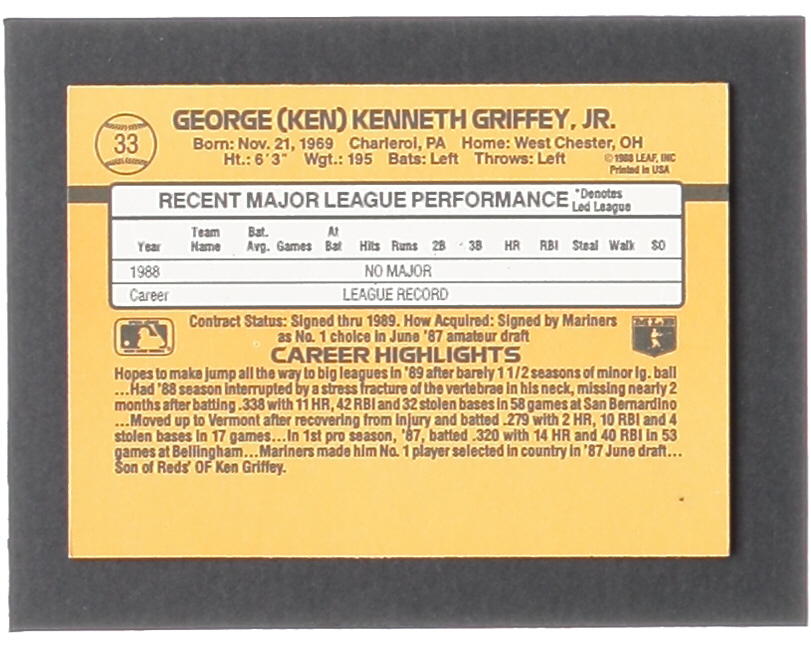 33
GEORGE (KEN) KENNETH GRIFFEY, JR.
Born: Nov. 21, 1969 Charleroi, PA Home: West Chester, OH
Ht.: 6'3" Wgt.: 195 Bats: Left Throws: Left
© 1988 LEAF, INC
Printed in USA
RECENT MAJOR LEAGUE PERFORMANCE *Denotes
Led League
Year Team Name Bat. Avg. Games At Bat Hits Runs 2B 3B HR RBI Steal Walk SO
1988 NO MAJOR
Career LEAGUE RECORD
Contract Status: Signed thru 1989. How Acquired: Signed by Mariners
as No. 1 choice in June '87 amateur draft
MLB
CAREER HIGHLIGHTS
Hopes to make jump all the way to big leagues in '89 after barely 1 1/2 seasons of minor lg. ball
...Had '88 season interrupted by a stress fracture of the vertebrae in his neck, missing nearly 2
months after batting .338 with 11 HR, 42 RBI and 32 stolen bases in 58 games at San Bernardino
...Moved up to Vermont after recovering from injury and batted .279 with 2 HR, 10 RBI and 4
stolen bases in 17 games...In 1st pro season, '87, batted .320 with 14 HR and 40 RBI in 53
games at Bellingham...Mariners made him No. 1 player selected in country in '87 June draft...
Son of Reds' OF Ken Griffey.